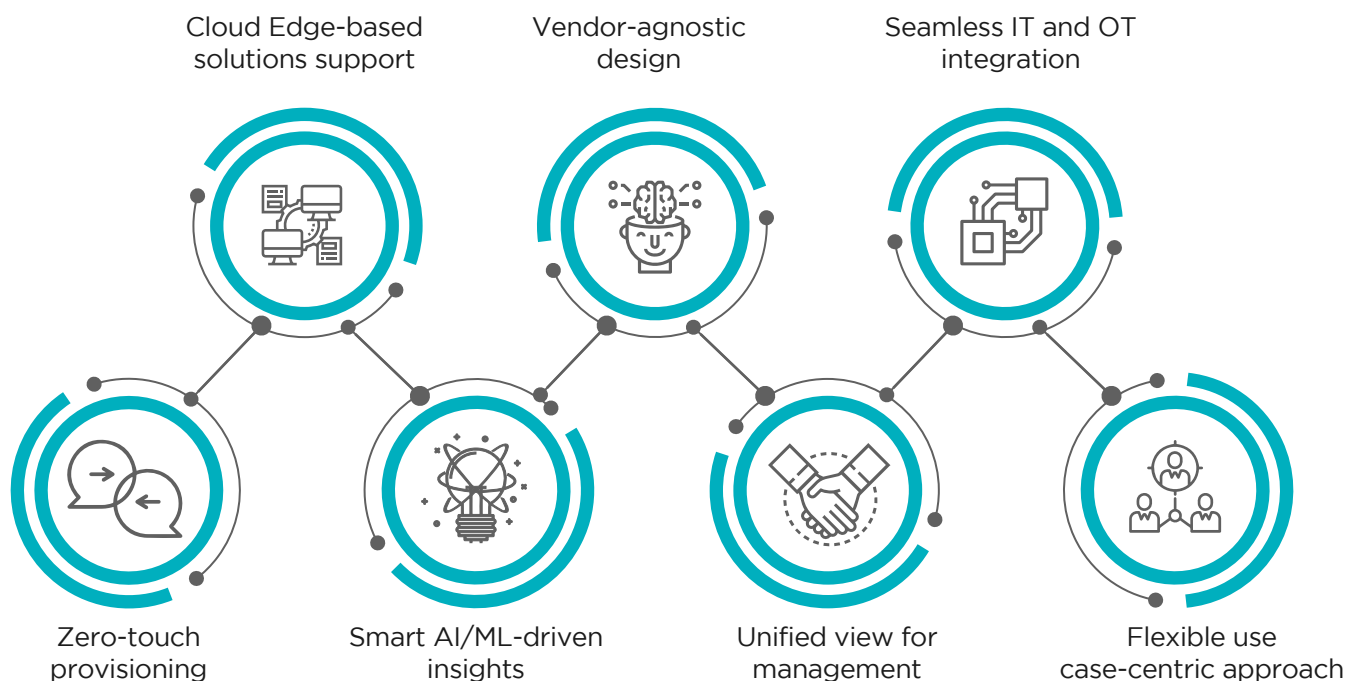 Cloud Edge-based
solutions support
Vendor-agnostic
design
Seamless IT and OT
integration
Zero-touch
provisioning
Smart AI/ML-driven
insights
Unified view for
management
Flexible use
case-centric approach